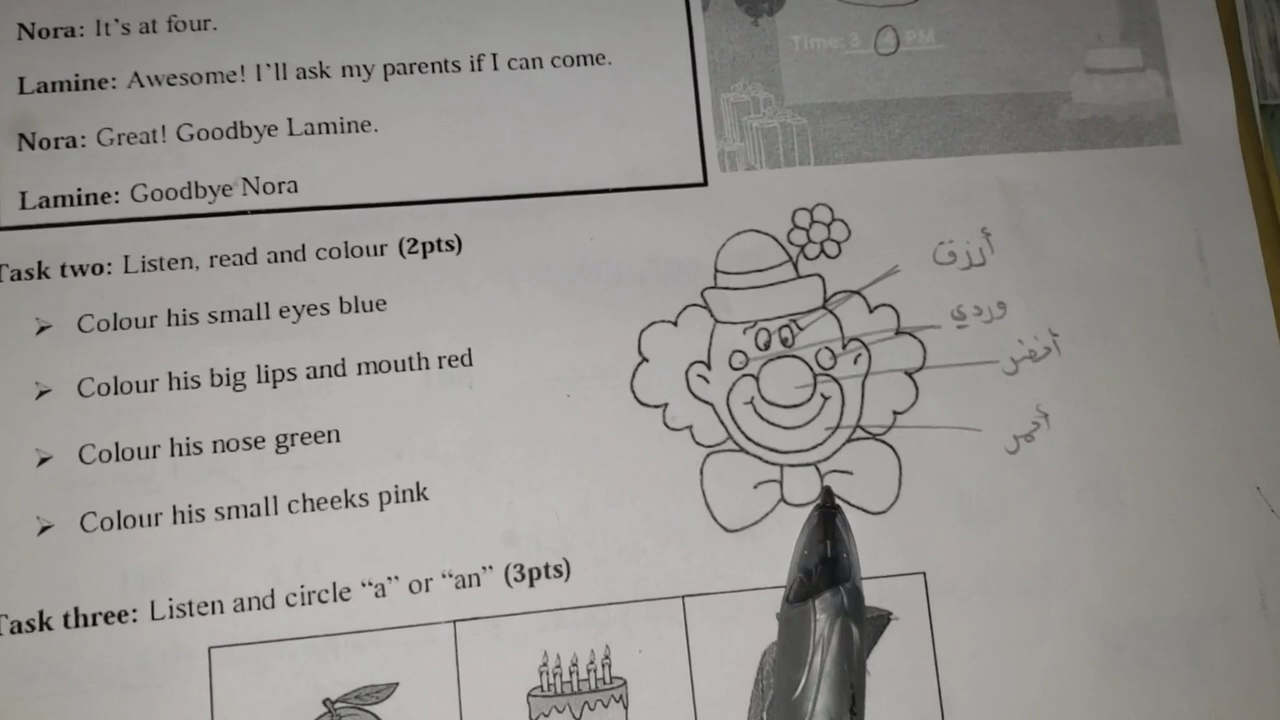 Nora: It's at four.
Lamine: Awesome! I'll ask my parents if I can come.
Nora: Great! Goodbye Lamine.
Lamine: Goodbye Nora
Time: 3 4 PM
Task two: Listen, read and colour (2pts)
➤ Colour his small eyes blue
➤ Colour his big lips and mouth red
➤ Colour his nose green
➤ Colour his small cheeks pink
أزرق
وردي
أخضر
أحمر
Task three: Listen and circle “a” or “an” (3pts)